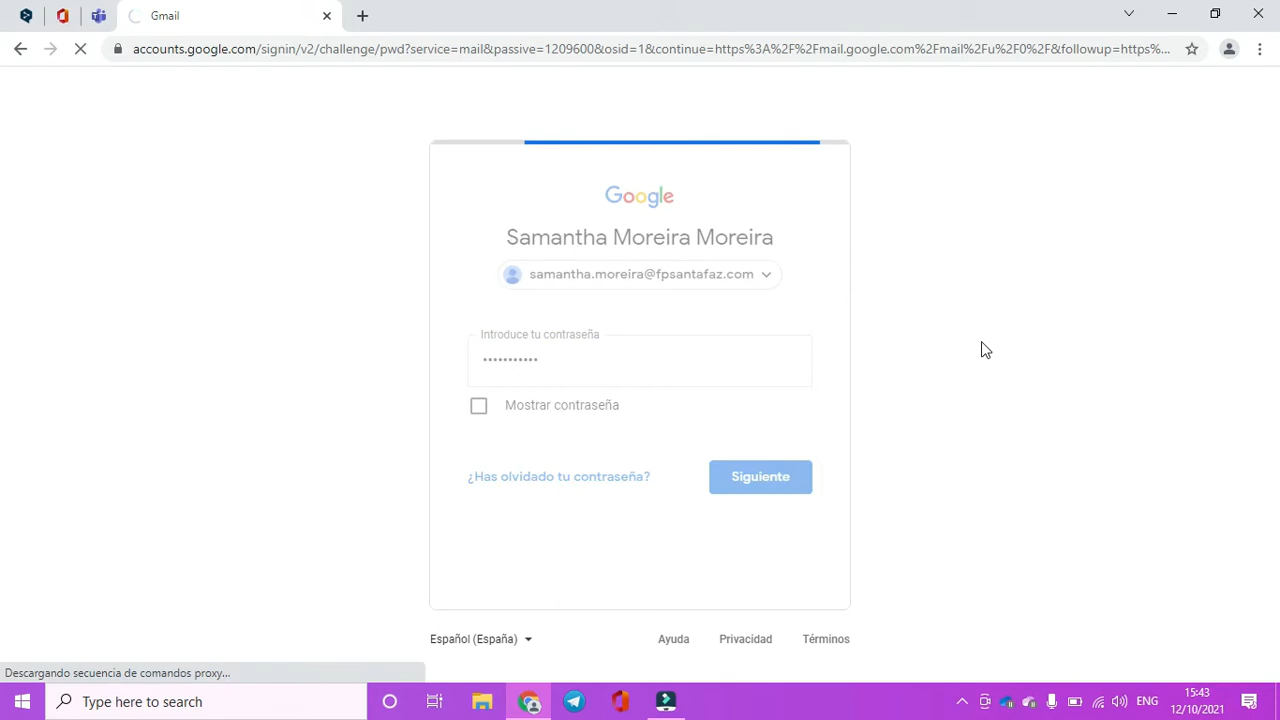 Gmail
accounts.google.com/signin/v2/challenge/pwd?service=mail&passive=1209600&osid=1&continue=https%3A%2F%2Fmail.google.com%2Fmail%2Fu%2F0%2F&followup=https%...
Google
Samantha Moreira Moreira
samantha.moreira@fpsantafaz.com
Introduce tu contraseña
•••••••••••
Mostrar contraseña
¿Has olvidado tu contraseña?
Siguiente
Español (España)
Ayuda
Privacidad
Términos
Descargando secuencia de comandos proxy...
Type here to search
ENG
15:43
12/10/2021